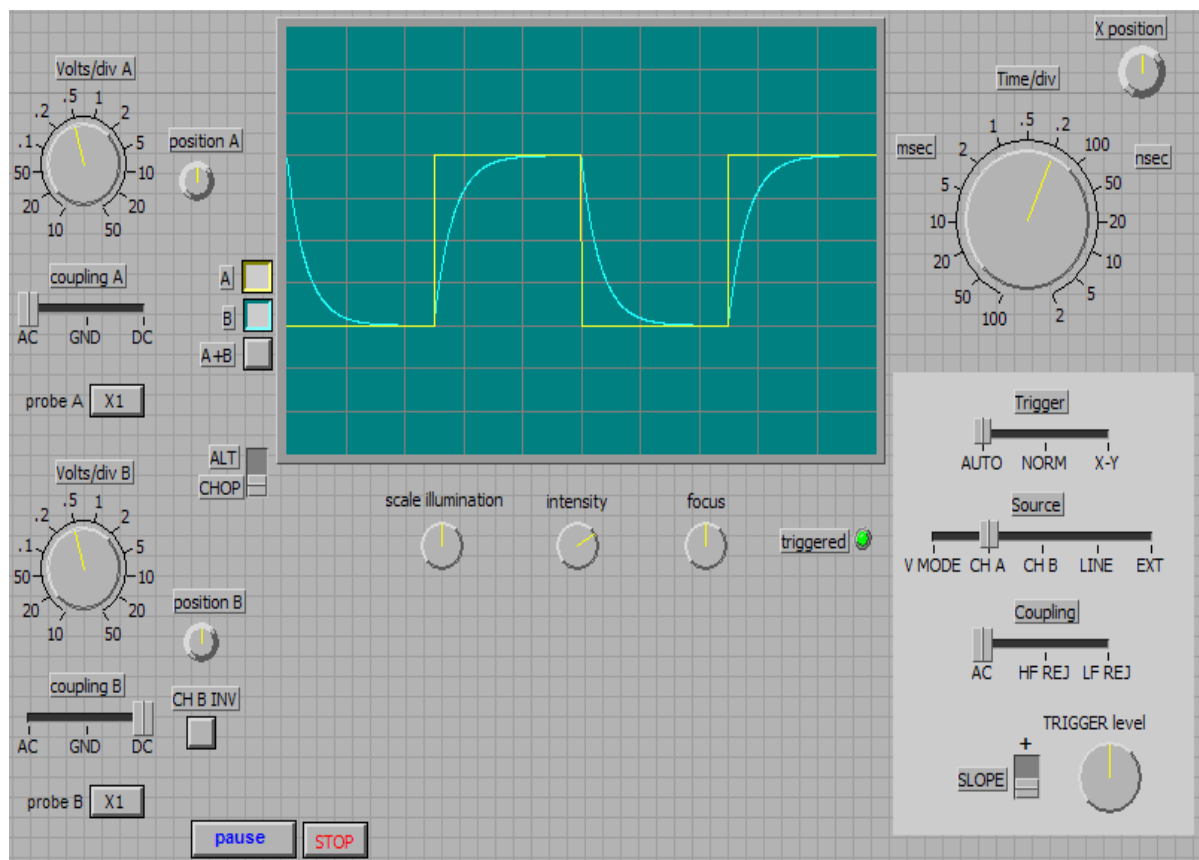 Volts/div A
.5 1
.2 2
.1 5
50 10
20 20
10 50
position A
coupling A
AC GND DC
probe A X1
A
B
A+B
ALT
CHOP
Volts/div B
.5 1
.2 2
.1 5
50 10
20 20
10 50
position B
coupling B
AC GND DC
CH B INV
probe B X1
pause STOP
scale illumination intensity focus
triggered
X position
Time/div
.5
1 .2
msec 2 100 nsec
5 50
10 20
20 10
50 5
100 2
Trigger
AUTO NORM X-Y
Source
V MODE CH A CH B LINE EXT
Coupling
AC HF REJ LF REJ
TRIGGER level
+
SLOPE